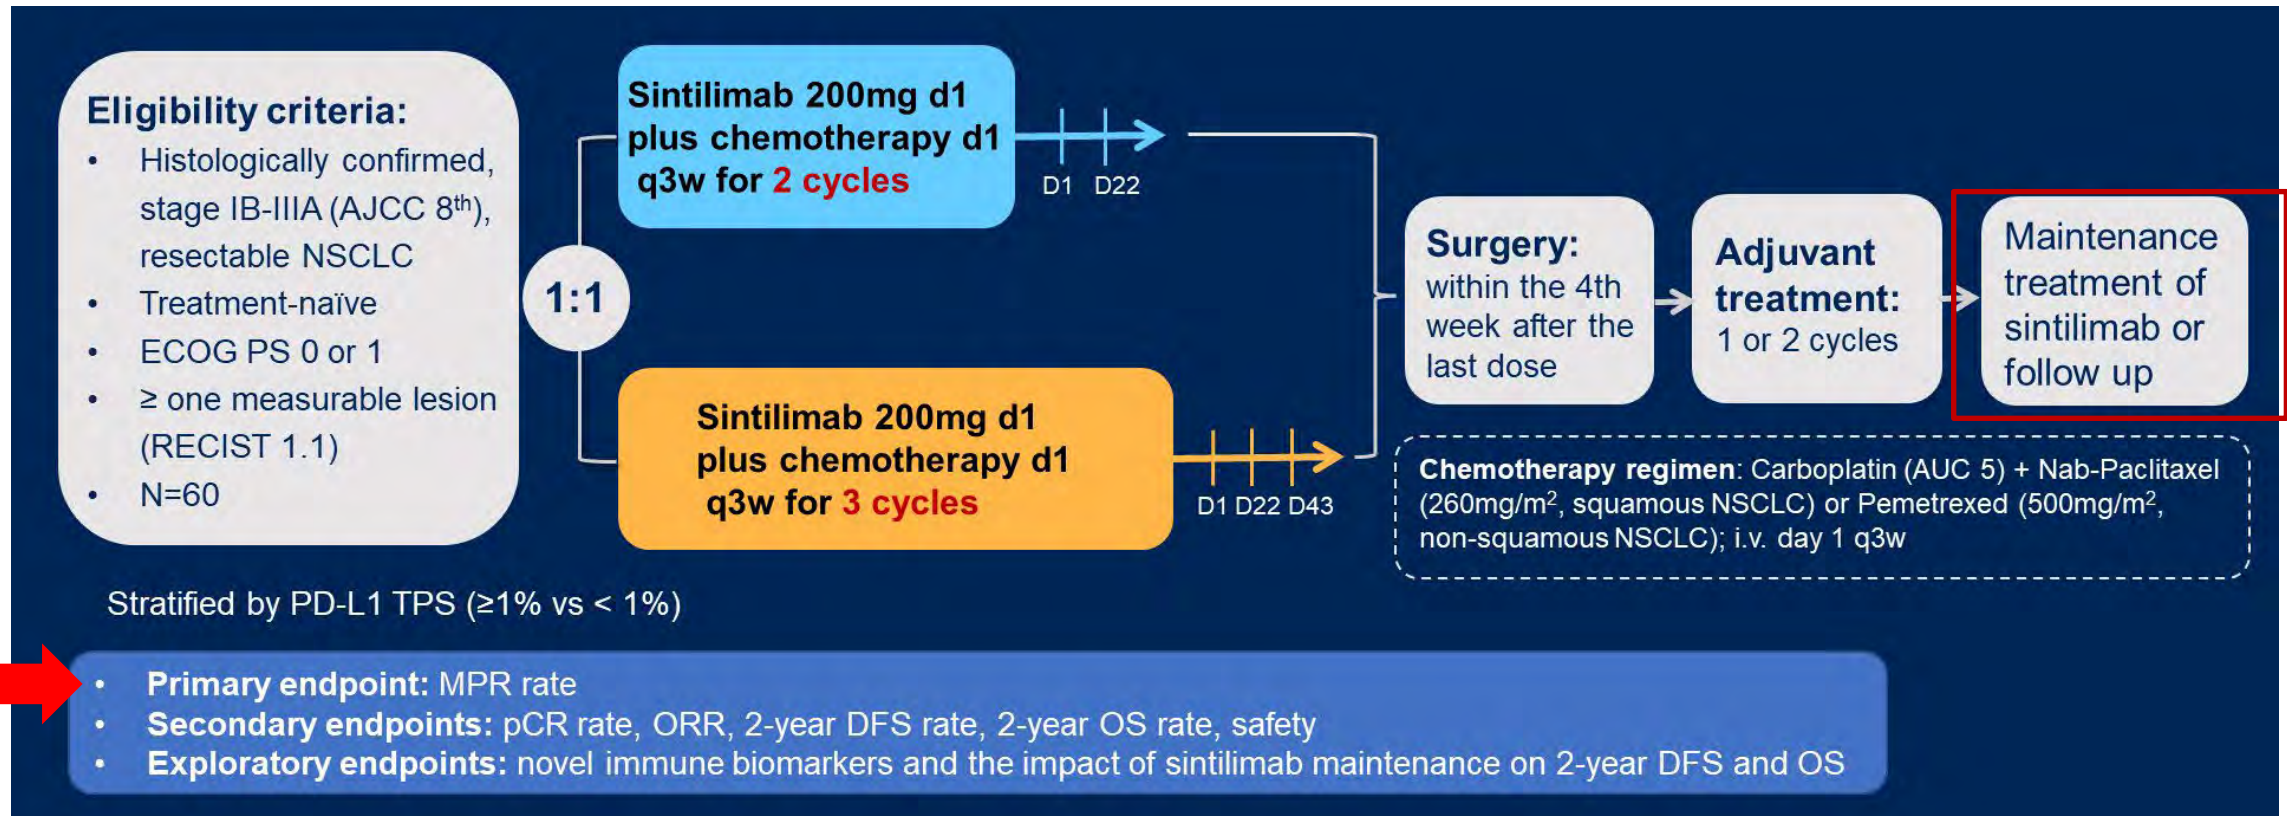 Eligibility criteria:
• Histologically confirmed,
stage IB-IIIA (AJCC 8th),
resectable NSCLC
• Treatment-naïve
• ECOG PS 0 or 1
• ≥ one measurable lesion
(RECIST 1.1)
• N=60
1:1
Sintilimab 200mg d1
plus chemotherapy d1
q3w for 2 cycles
D1 D22
Sintilimab 200mg d1
plus chemotherapy d1
q3w for 3 cycles
D1 D22 D43
Surgery:
within the 4th
week after the
last dose
Adjuvant
treatment:
1 or 2 cycles
Maintenance
treatment of
sintilimab or
follow up
Chemotherapy regimen: Carboplatin (AUC 5) + Nab-Paclitaxel
(260mg/m², squamous NSCLC) or Pemetrexed (500mg/m²,
non-squamous NSCLC); i.v. day 1 q3w
Stratified by PD-L1 TPS (≥1% vs < 1%)
• Primary endpoint: MPR rate
• Secondary endpoints: pCR rate, ORR, 2-year DFS rate, 2-year OS rate, safety
• Exploratory endpoints: novel immune biomarkers and the impact of sintilimab maintenance on 2-year DFS and OS